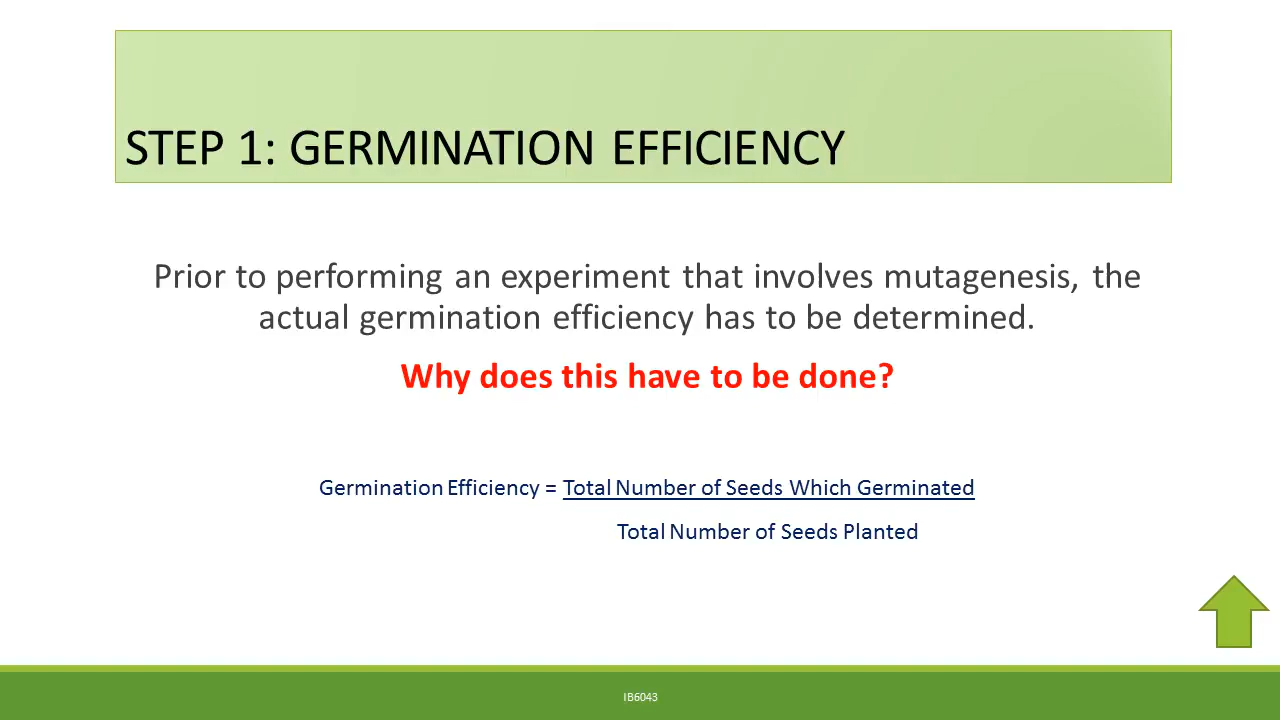 STEP 1: GERMINATION EFFICIENCY
Prior to performing an experiment that involves mutagenesis, the
actual germination efficiency has to be determined.
Why does this have to be done?
Germination Efficiency = Total Number of Seeds Which Germinated
Total Number of Seeds Planted
IB6043